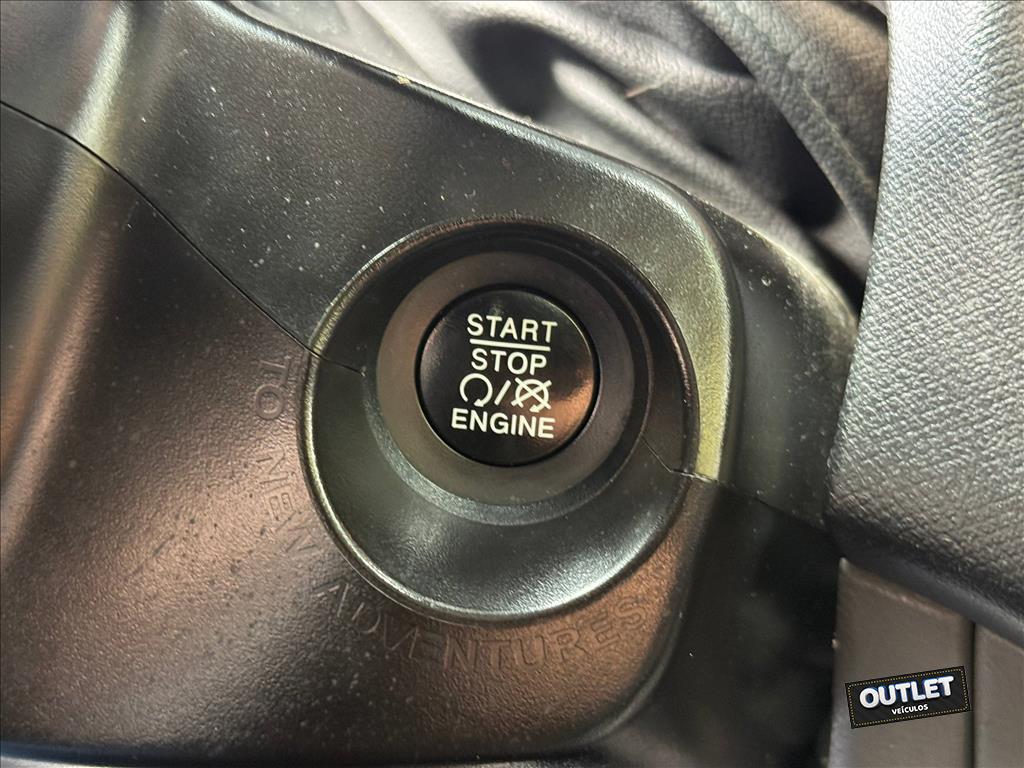 START
STOP
ENGINE
TO NEW ADVENTURES
OUTLET
VEÍCULOS